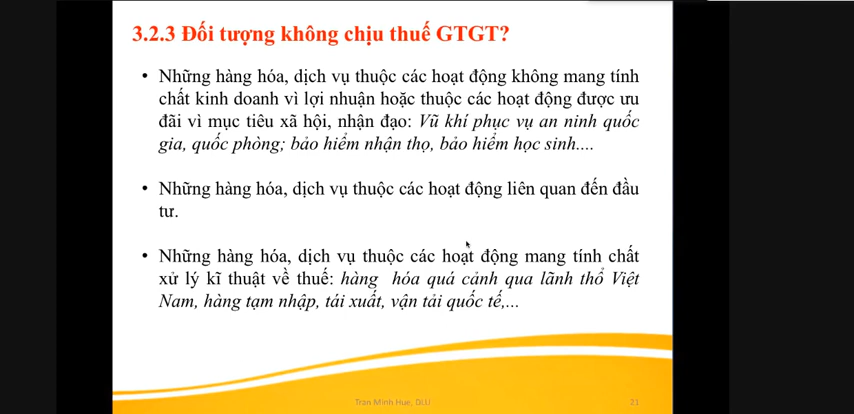 3.2.3 Đối tượng không chịu thuế GTGT?
• Những hàng hóa, dịch vụ thuộc các hoạt động không mang tính
chất kinh doanh vì lợi nhuận hoặc thuộc các hoạt động được ưu
đãi vì mục tiêu xã hội, nhận đạo: Vũ khí phục vụ an ninh quốc
gia, quốc phòng; bảo hiểm nhận thọ, bảo hiểm học sinh....
• Những hàng hóa, dịch vụ thuộc các hoạt động liên quan đến đầu
tư.
• Những hàng hóa, dịch vụ thuộc các hoạt động mang tính chất
xử lý kĩ thuật về thuế: hàng hóa quá cảnh qua lãnh thổ Việt
Nam, hàng tạm nhập, tái xuất, vận tải quốc tế,...
Tran Minh Hue, DLU
21